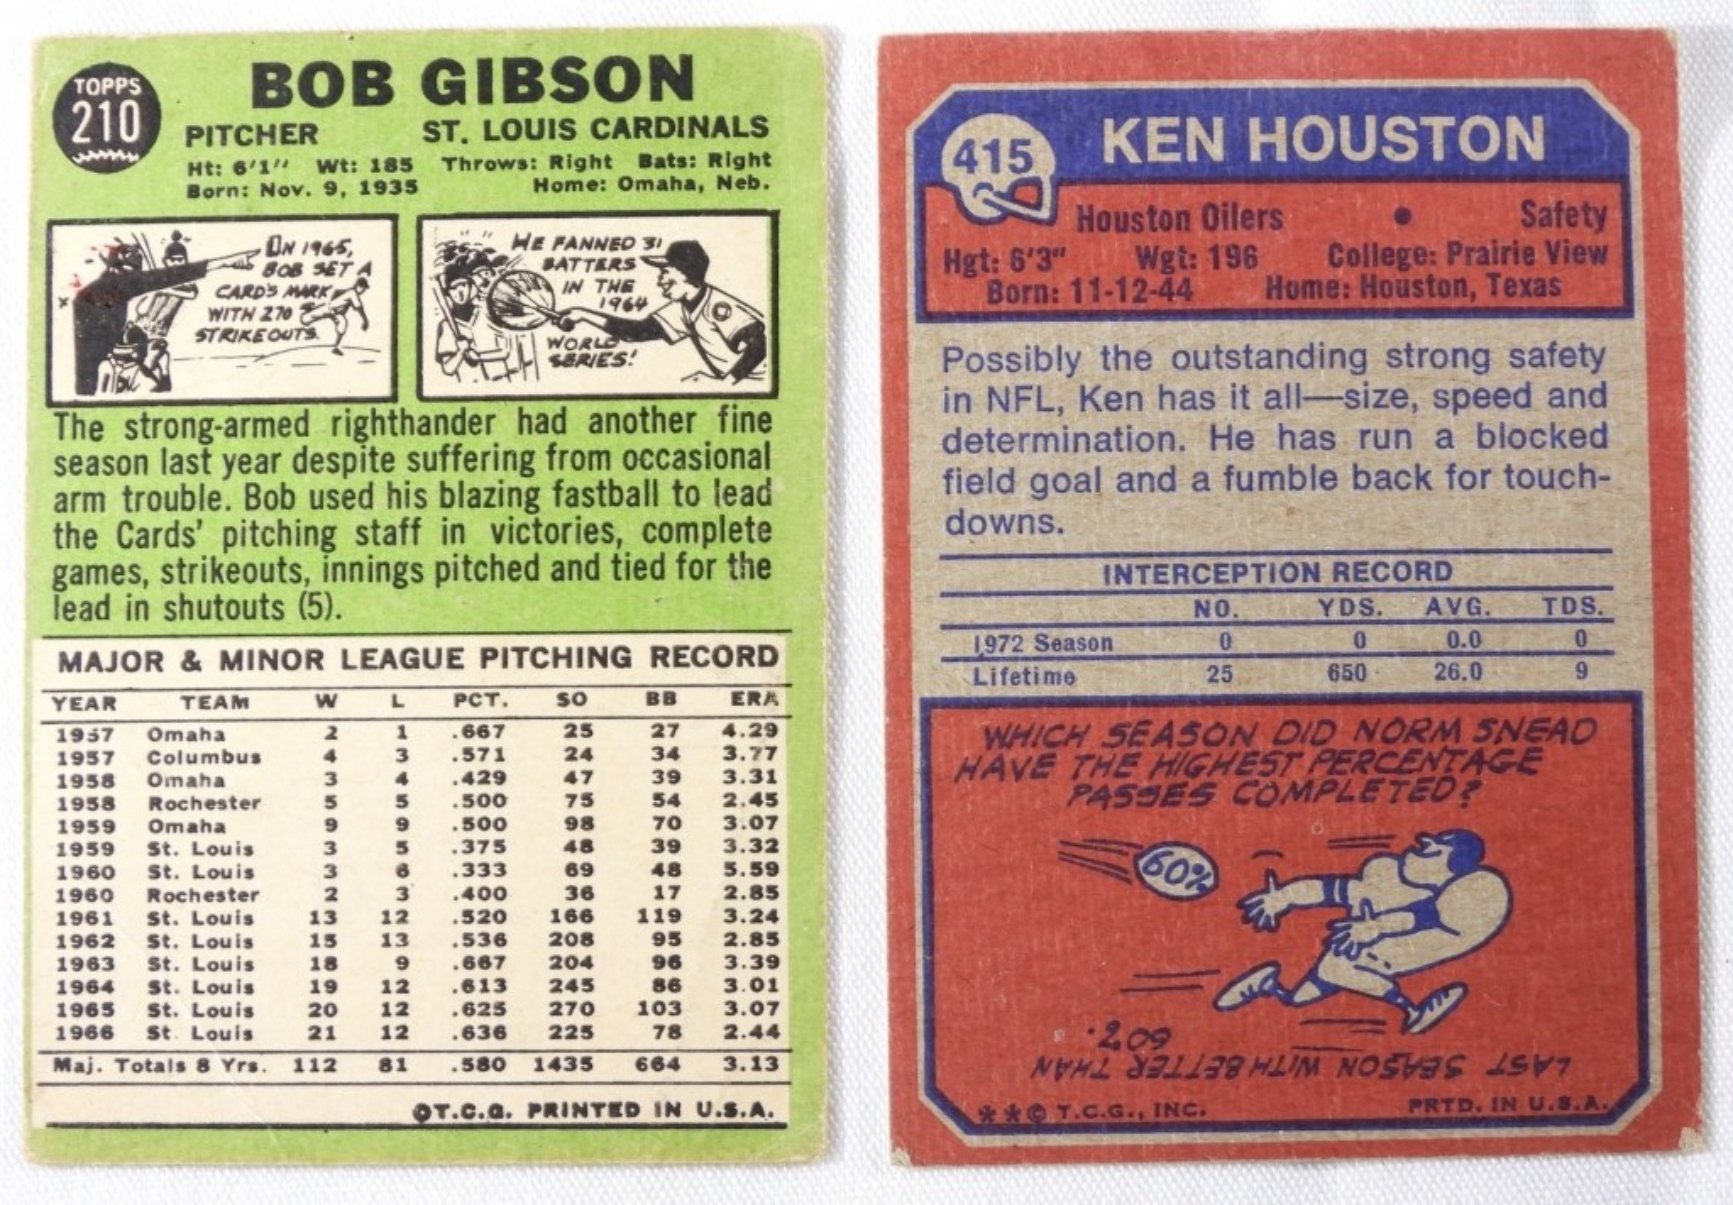 TOPPS
210
BOB GIBSON
PITCHER ST. LOUIS CARDINALS
Ht: 6'1" Wt: 185 Throws: Right Bats: Right
Born: Nov. 9, 1935 Home: Omaha, Neb.
IN 1965,
BOB SET A
CARD'S MARK
WITH 270
STRIKEOUTS.
HE FANNED 31
BATTERS
IN THE
1964
WORLD
SERIES!
The strong-armed righthander had another fine
season last year despite suffering from occasional
arm trouble. Bob used his blazing fastball to lead
the Cards' pitching staff in victories, complete
games, strikeouts, innings pitched and tied for the
lead in shutouts (5).
MAJOR & MINOR LEAGUE PITCHING RECORD
YEAR TEAM W L PCT. SO BB ERA
1957 Omaha 2 1 .667 25 27 4.29
1957 Columbus 4 3 .571 24 34 3.77
1958 Omaha 3 4 .429 47 39 3.31
1958 Rochester 5 5 .500 75 54 2.45
1959 Omaha 9 9 .500 98 70 3.07
1959 St. Louis 3 5 .375 48 39 3.32
1960 St. Louis 3 6 .333 69 48 5.59
1960 Rochester 2 3 .400 36 17 2.85
1961 St. Louis 13 12 .520 166 119 3.24
1962 St. Louis 15 13 .536 208 95 2.85
1963 St. Louis 18 9 .667 204 96 3.39
1964 St. Louis 19 12 .613 245 86 3.01
1965 St. Louis 20 12 .625 270 103 3.07
1966 St. Louis 21 12 .636 225 78 2.44
Maj. Totals 8 Yrs. 112 81 .580 1435 664 3.13
©T.C.G. PRINTED IN U.S.A.
415
KEN HOUSTON
Houston Oilers • Safety
Hgt: 6'3" Wgt: 196 College: Prairie View
Born: 11-12-44 Home: Houston, Texas
Possibly the outstanding strong safety
in NFL, Ken has it all—size, speed and
determination. He has run a blocked
field goal and a fumble back for touch-
downs.
INTERCEPTION RECORD
NO. YDS. AVG. TDS.
1972 Season 0 0 0.0 0
Lifetime 25 650 26.0 9
WHICH SEASON DID NORM SNEAD
HAVE THE HIGHEST PERCENTAGE
PASSES COMPLETED?
60%
LAST SEASON WITH BETTER THAN
60%.
**© T.C.G., INC. PRTD. IN U.S.A.